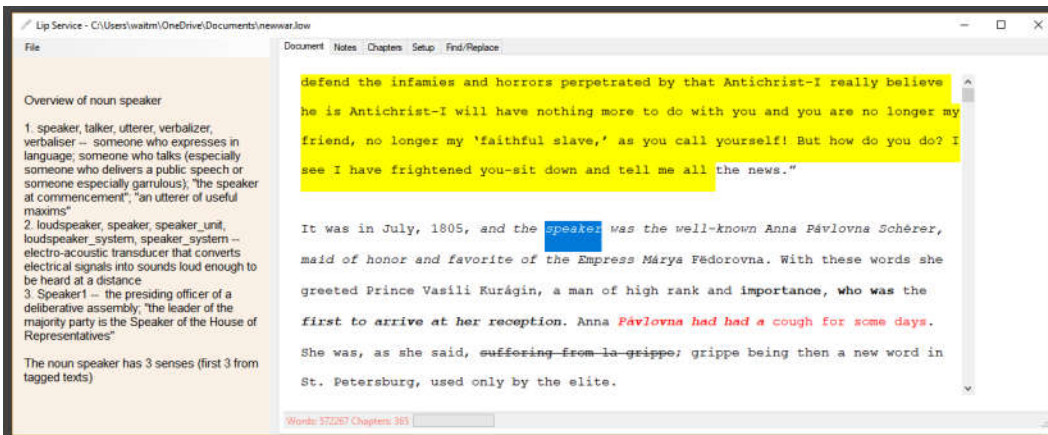 Lip Service - C:\Users\waitm\OneDrive\Documents\newwar.low
File
Document Notes Chapters Setup Find/Replace
Overview of noun speaker
1. speaker, talker, utterer, verbalizer,
verbaliser -- someone who expresses in
language; someone who talks (especially
someone who delivers a public speech or
someone especially garrulous); "the speaker
at commencement"; "an utterer of useful
maxims"
2. loudspeaker, speaker, speaker_unit,
loudspeaker_system, speaker_system --
electro-acoustic transducer that converts
electrical signals into sounds loud enough to
be heard at a distance
3. Speaker1 -- the presiding officer of a
deliberative assembly; "the leader of the
majority party is the Speaker of the House of
Representatives"
The noun speaker has 3 senses (first 3 from
tagged texts)
defend the infamies and horrors perpetrated by that Antichrist-I really believe
he is Antichrist-I will have nothing more to do with you and you are no longer my
friend, no longer my ‘faithful slave,’ as you call yourself! But how do you do? I
see I have frightened you-sit down and tell me all the news.”
It was in July, 1805, and the speaker was the well-known Anna Pávlovna Schérer,
maid of honor and favorite of the Empress Márya Fëdorovna. With these words she
greeted Prince Vasíli Kurágin, a man of high rank and importance, who was the
first to arrive at her reception. Anna Pávlovna had had a cough for some days.
She was, as she said, suffering from la grippe; grippe being then a new word in
St. Petersburg, used only by the elite.
Words: 572267 Chapters: 365